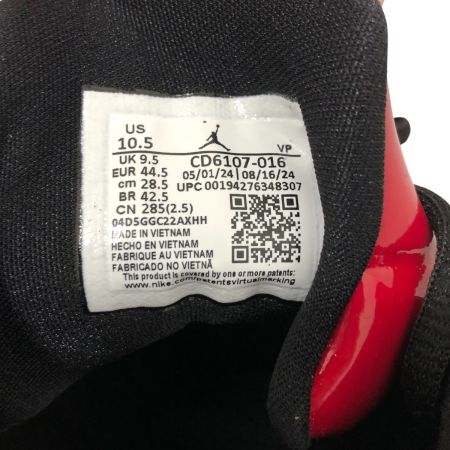 US
10.5
VP
UK 9.5 CD6107-016
EUR 44.5 05/01/24 08/16/24
cm 28.5 UPC 00194276348307
BR 42.5
CN 285(2.5)
04D5GGC22AXHH
MADE IN VIETNAM
HECHO EN VIETNAM
FABRIQUE AU VIETNAM
FABRICADO NO VIETNÃ
This product is covered by one or more patents:
www.nike.com/patentsvirtualmarking